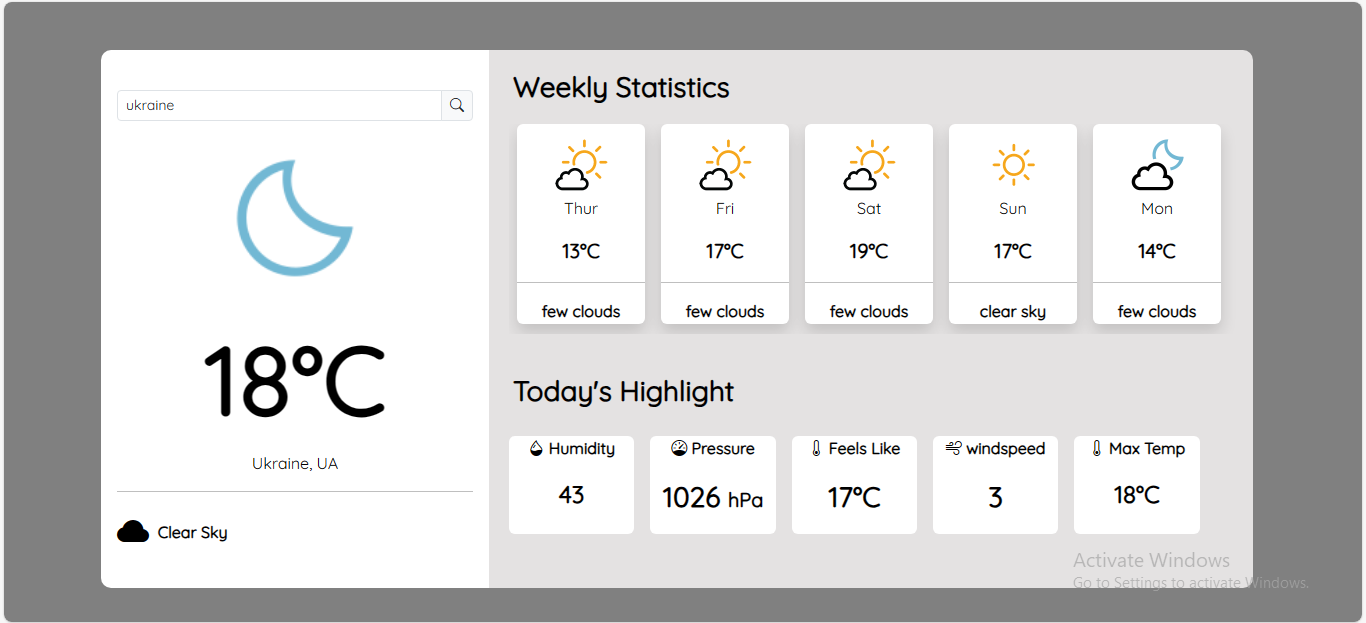 ukraine
18°C
Ukraine, UA
Clear Sky
Weekly Statistics
Thur
13°C
few clouds
Fri
17°C
few clouds
Sat
19°C
few clouds
Sun
17°C
clear sky
Mon
14°C
few clouds
Today's Highlight
Humidity
43
Pressure
1026 hPa
Feels Like
17°C
windspeed
3
Max Temp
18°C
Activate Windows
Go to Settings to activate Windows.